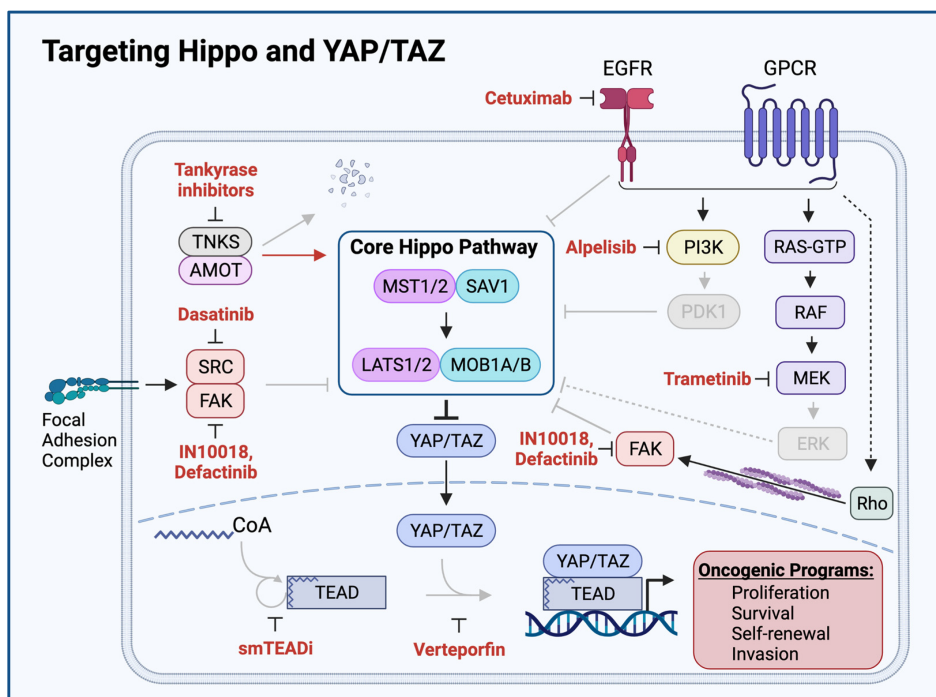 Targeting Hippo and YAP/TAZ
EGFR
GPCR
Cetuximab
Tankyrase
inhibitors
TNKS
AMOT
Core Hippo Pathway
MST1/2
SAV1
LATS1/2
MOB1A/B
Alpelisib
PI3K
PDK1
RAS-GTP
RAF
Trametinib
MEK
ERK
Dasatinib
SRC
FAK
IN10018,
Defactinib
Focal
Adhesion
Complex
YAP/TAZ
IN10018,
Defactinib
FAK
Rho
YAP/TAZ
CoA
TEAD
smTEADi
Verteporfin
YAP/TAZ
TEAD
Oncogenic Programs:
Proliferation
Survival
Self-renewal
Invasion